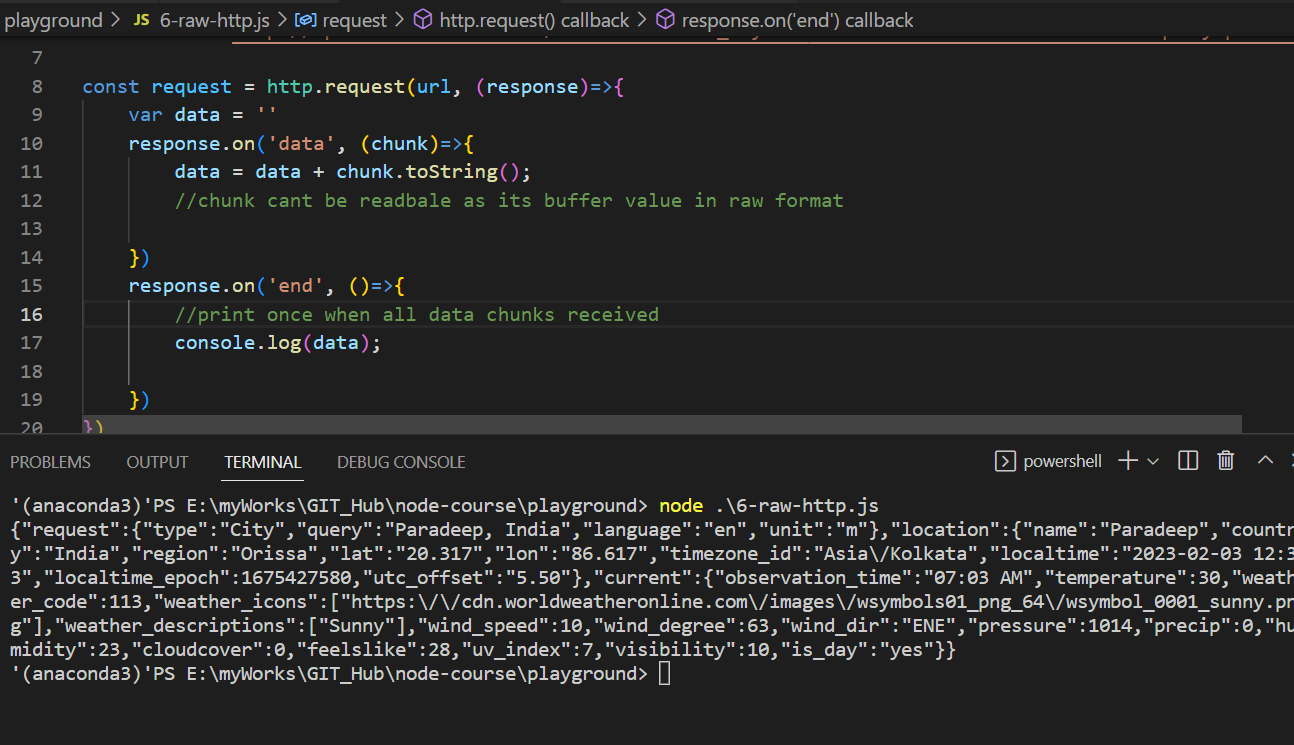 playground > JS 6-raw-http.js > request > http.request() callback > response.on('end') callback
7
8 const request = http.request(url, (response)=>{
9 var data = ''
10 response.on('data', (chunk)=>{
11 data = data + chunk.toString();
12 //chunk cant be readbale as its buffer value in raw format
13
14 })
15 response.on('end', ()=>{
16 //print once when all data chunks received
17 console.log(data);
18
19 })
20 })
PROBLEMS OUTPUT TERMINAL DEBUG CONSOLE powershell
'(anaconda3)'PS E:\myWorks\GIT_Hub\node-course\playground> node .\6-raw-http.js
{"request":{"type":"City","query":"Paradeep, India","language":"en","unit":"m"},"location":{"name":"Paradeep","countr
y":"India","region":"Orissa","lat":"20.317","lon":"86.617","timezone_id":"Asia\/Kolkata","localtime":"2023-02-03 12:3
3","localtime_epoch":1675427580,"utc_offset":"5.50"},"current":{"observation_time":"07:03 AM","temperature":30,"weath
er_code":113,"weather_icons":["https:\/\/cdn.worldweatheronline.com\/images\/wsymbols01_png_64\/wsymbol_0001_sunny.pn
g"],"weather_descriptions":["Sunny"],"wind_speed":10,"wind_degree":63,"wind_dir":"ENE","pressure":1014,"precip":0,"hu
midity":23,"cloudcover":0,"feelslike":28,"uv_index":7,"visibility":10,"is_day":"yes"}}
'(anaconda3)'PS E:\myWorks\GIT_Hub\node-course\playground>